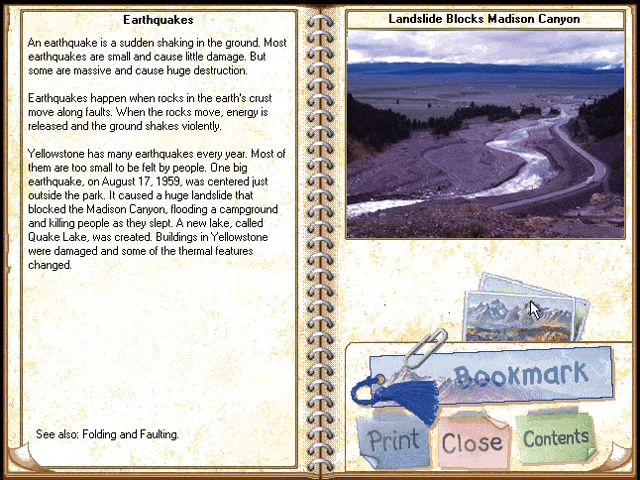 Earthquakes
An earthquake is a sudden shaking in the ground. Most
earthquakes are small and cause little damage. But
some are massive and cause huge destruction.
Earthquakes happen when rocks in the earth's crust
move along faults. When the rocks move, energy is
released and the ground shakes violently.
Yellowstone has many earthquakes every year. Most of
them are too small to be felt by people. One big
earthquake, on August 17, 1959, was centered just
outside the park. It caused a huge landslide that
blocked the Madison Canyon, flooding a campground
and killing people as they slept. A new lake, called
Quake Lake, was created. Buildings in Yellowstone
were damaged and some of the thermal features
changed.
See also: Folding and Faulting.
Landslide Blocks Madison Canyon
Bookmark
Print
Close
Contents